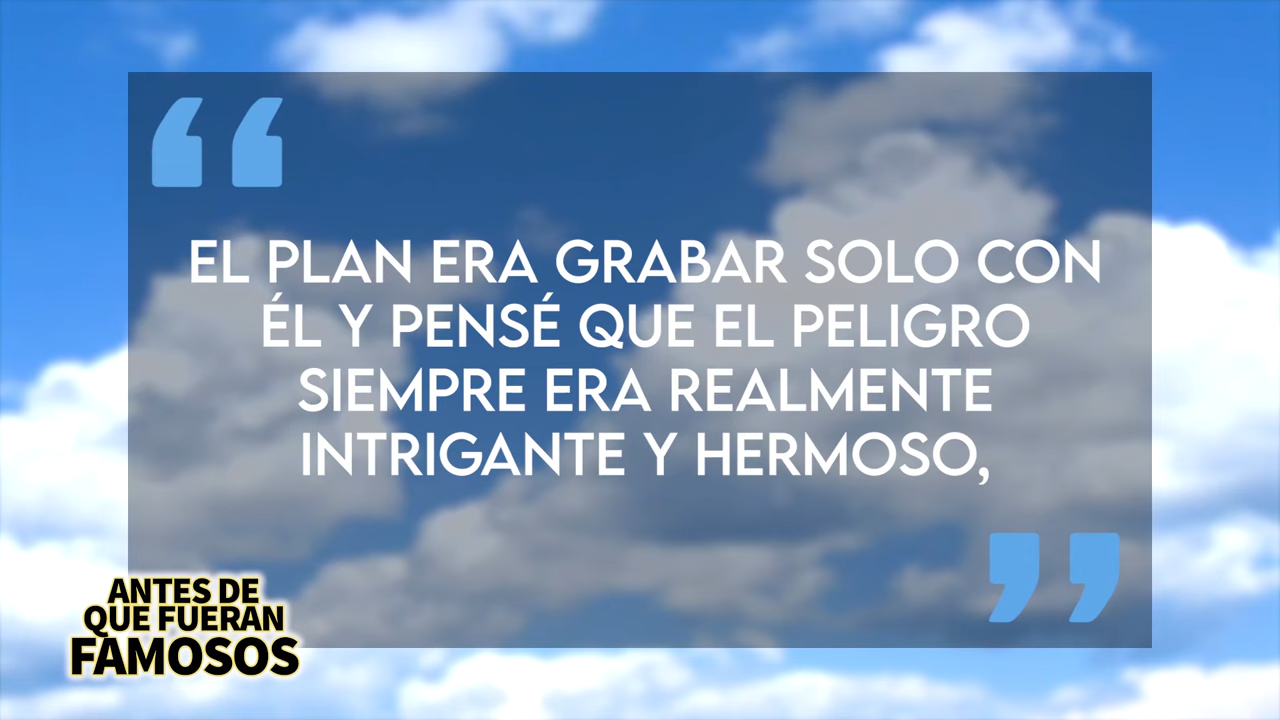 EL PLAN ERA GRABAR SOLO CON
ÉL Y PENSÉ QUE EL PELIGRO
SIEMPRE ERA REALMENTE
INTRIGANTE Y HERMOSO,
ANTES DE
QUE FUERAN
FAMOSOS